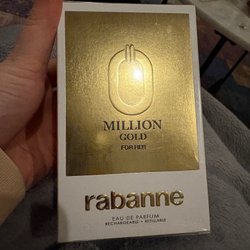 MILLION
GOLD
FOR HER
rabanne
EAU DE PARFUM
RECHARGEABLE • REFILLABLE